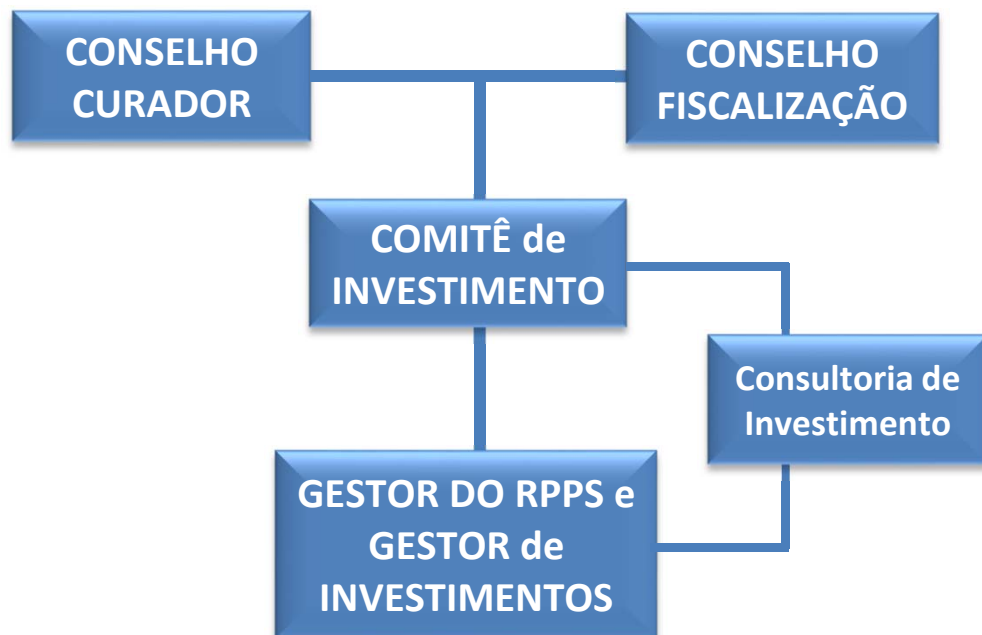 CONSELHO
CURADOR
CONSELHO
FISCALIZAÇÃO
COMITÊ de
INVESTIMENTO
Consultoria de
Investimento
GESTOR DO RPPS e
GESTOR de
INVESTIMENTOS